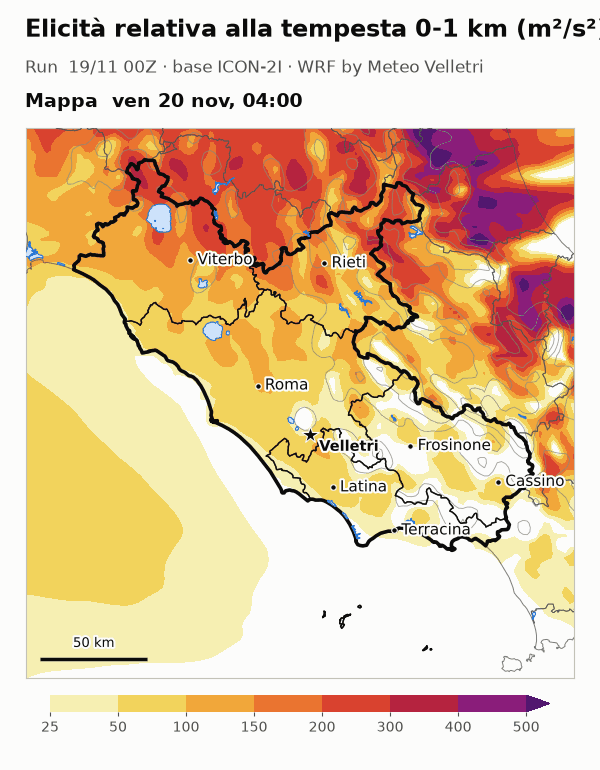 Elicità relativa alla tempesta 0-1 km (m²/s²)
Run 19/11 00Z · base ICON-2I · WRF by Meteo Velletri
Mappa ven 20 nov, 04:00
Viterbo
Rieti
Roma
Velletri
Frosinone
Latina
Cassino
Terracina
50 km
25 50 100 150 200 300 400 500